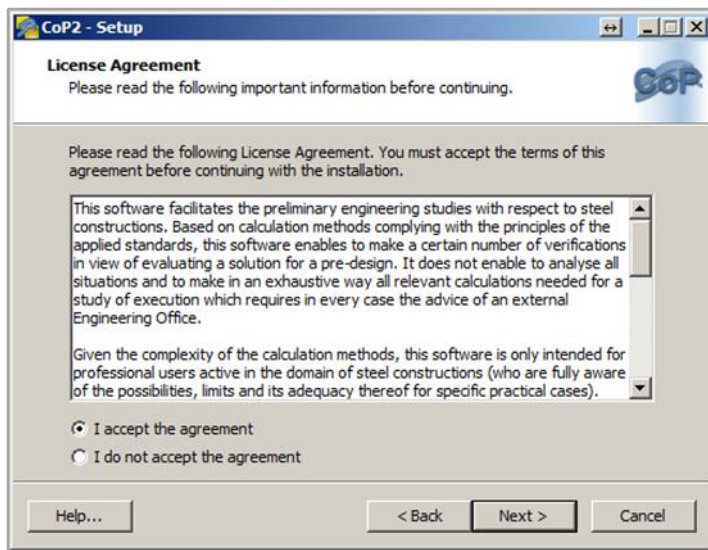 CoP2 - Setup
License Agreement
Please read the following important information before continuing.
CoP
Please read the following License Agreement. You must accept the terms of this
agreement before continuing with the installation.
This software facilitates the preliminary engineering studies with respect to steel
constructions. Based on calculation methods complying with the principles of the
applied standards, this software enables to make a certain number of verifications
in view of evaluating a solution for a pre-design. It does not enable to analyse all
situations and to make in an exhaustive way all relevant calculations needed for a
study of execution which requires in every case the advice of an external
Engineering Office.
Given the complexity of the calculation methods, this software is only intended for
professional users active in the domain of steel constructions (who are fully aware
of the possibilities, limits and its adequacy thereof for specific practical cases).
I accept the agreement
I do not accept the agreement
Help...
< Back
Next >
Cancel